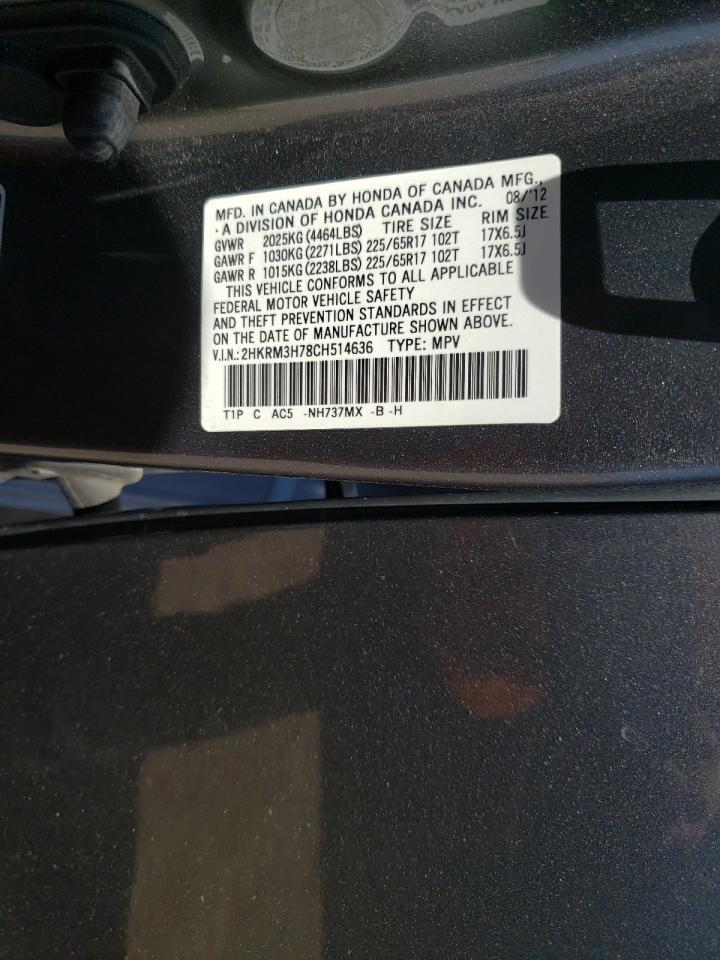 MFD. IN CANADA BY HONDA OF CANADA MFG.,
·A DIVISION OF HONDA CANADA INC. 08/'12
GVWR 2025KG(4464LBS) TIRE SIZE RIM SIZE
GAWR F 1030KG(2271LBS) 225/65R17 102T 17X6.5J
GAWR R 1015KG(2238LBS) 225/65R17 102T 17X6.5J
THIS VEHICLE CONFORMS TO ALL APPLICABLE
FEDERAL MOTOR VEHICLE SAFETY
AND THEFT PREVENTION STANDARDS IN EFFECT
ON THE DATE OF MANUFACTURE SHOWN ABOVE.
V.I.N.:2HKRM3H78CH514636 TYPE: MPV
T1P C AC5 -NH737MX -B -H